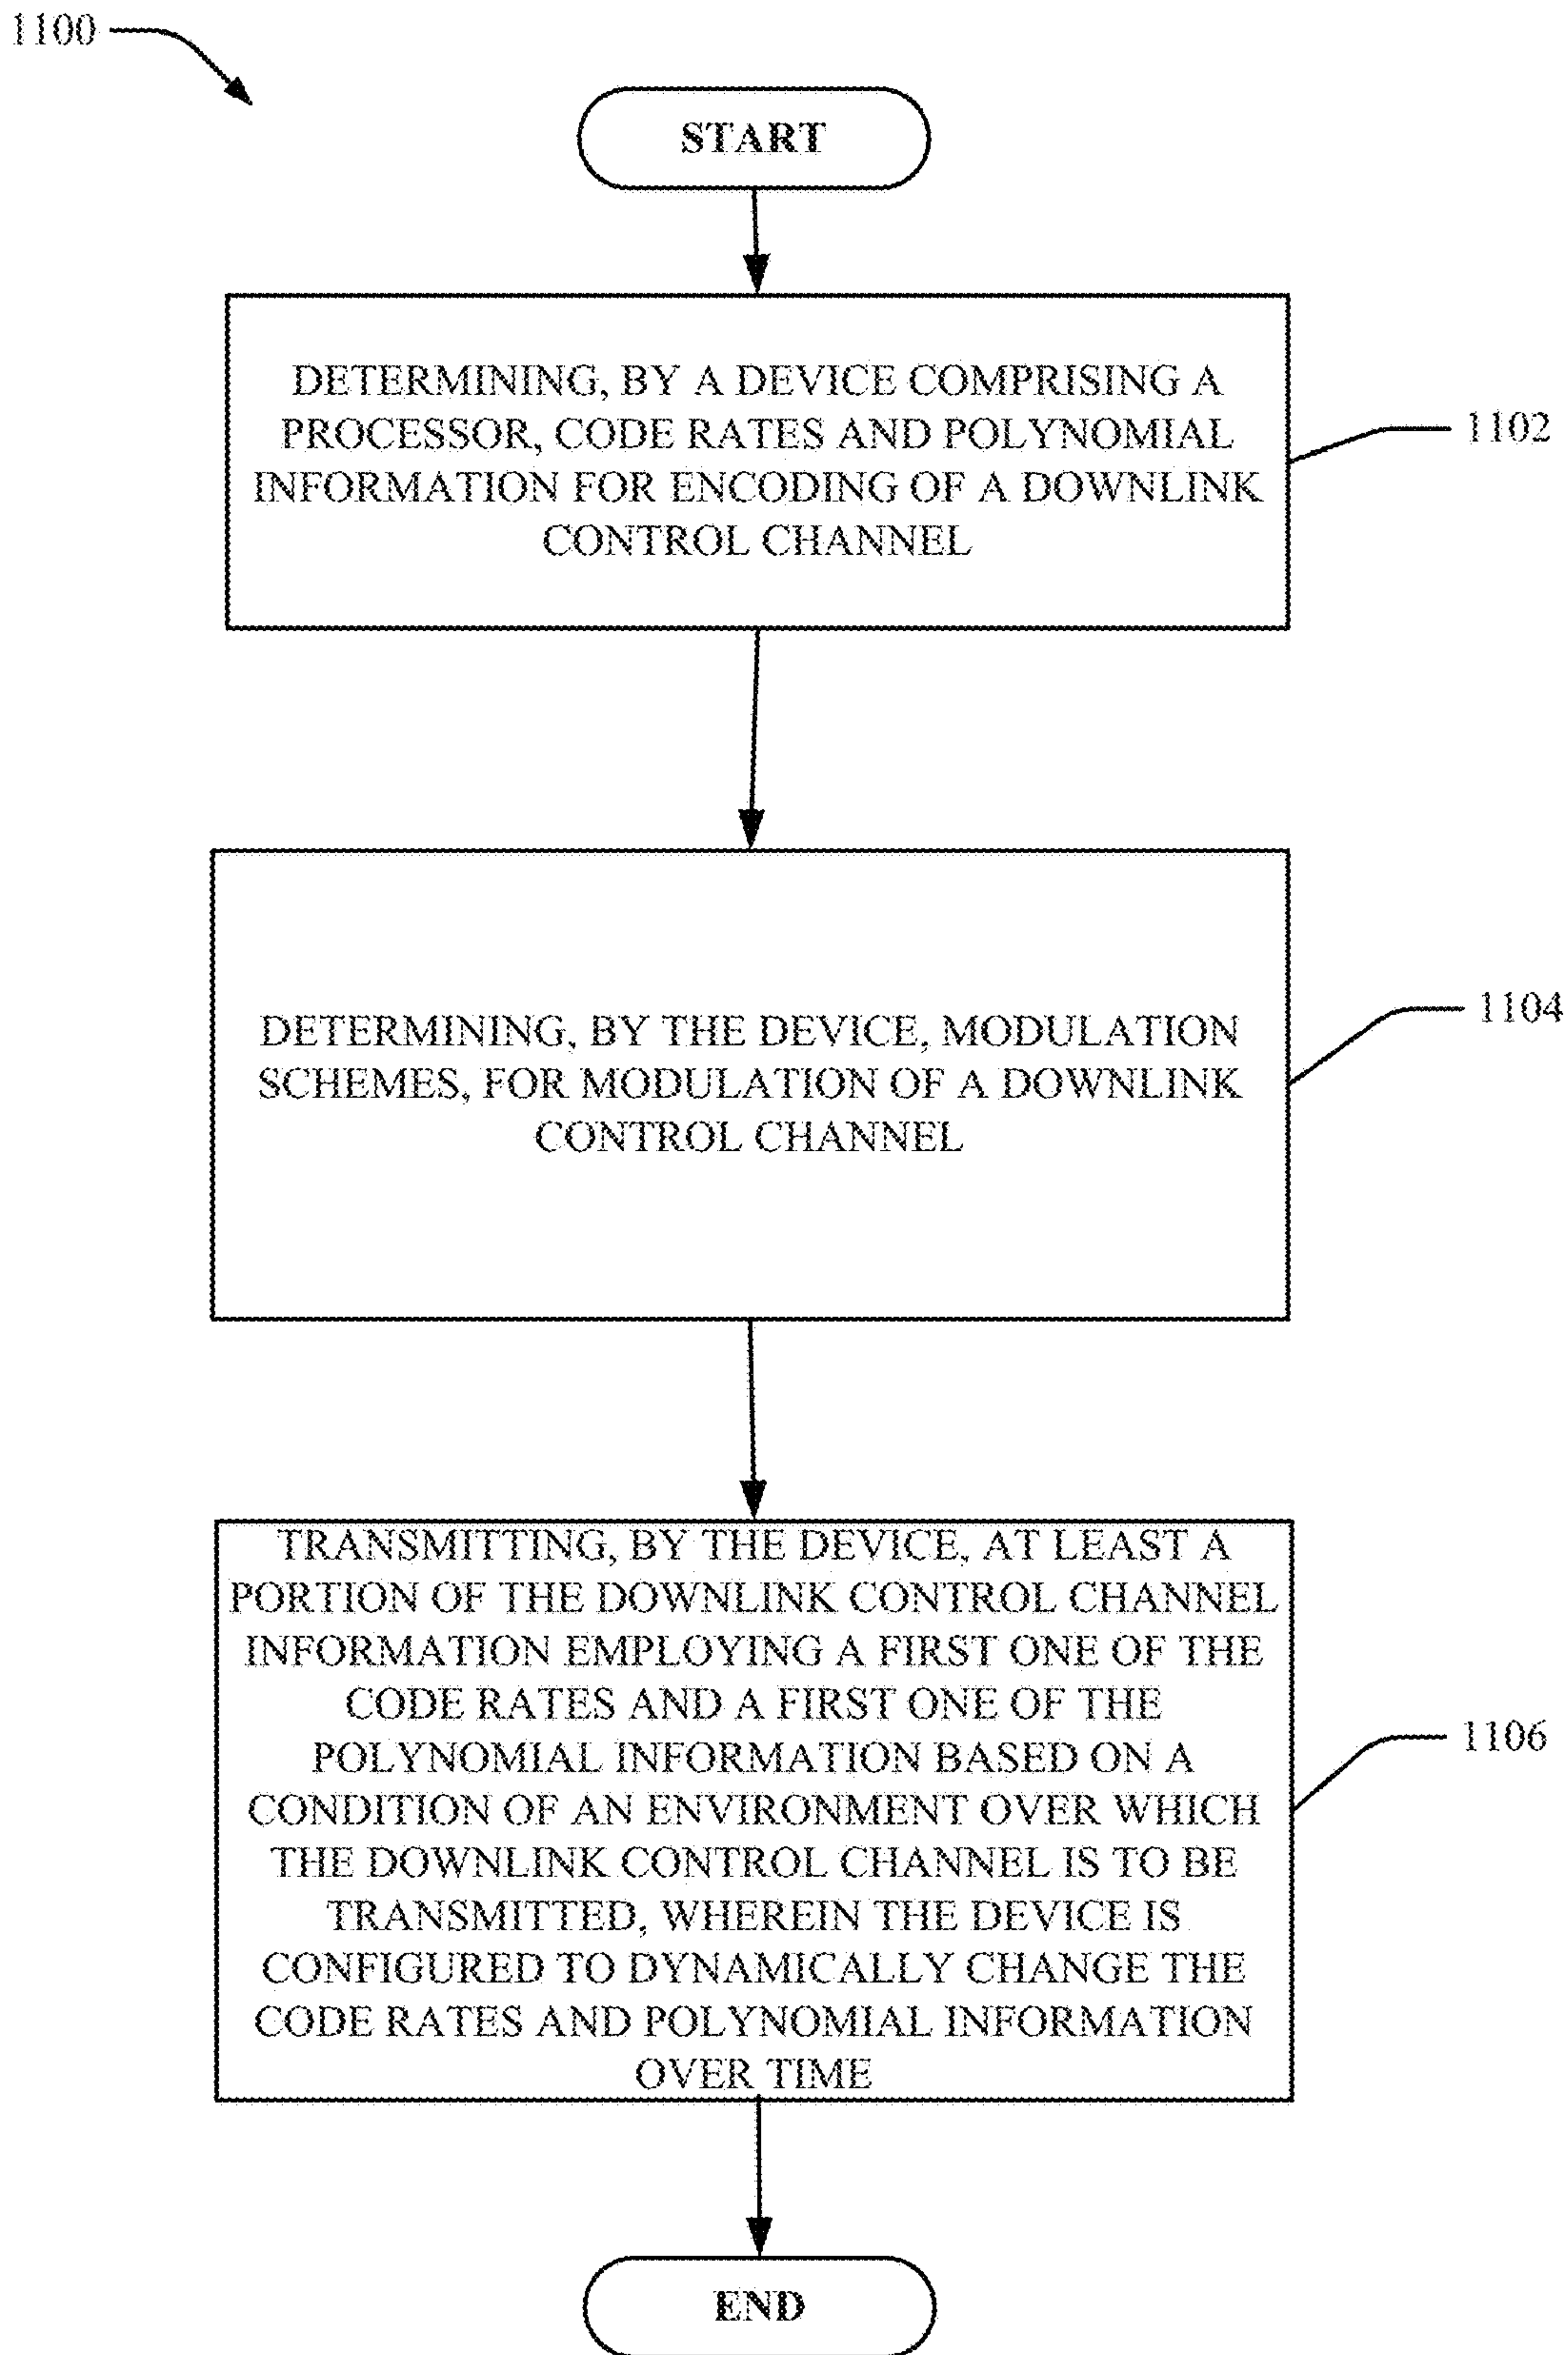 1100
START
DETERMINING, BY A DEVICE COMPRISING A
PROCESSOR, CODE RATES AND POLYNOMIAL
INFORMATION FOR ENCODING OF A DOWNLINK
CONTROL CHANNEL
1102
DETERMINING, BY THE DEVICE, MODULATION
SCHEMES, FOR MODULATION OF A DOWNLINK
CONTROL CHANNEL
1104
TRANSMITTING, BY THE DEVICE, AT LEAST A
PORTION OF THE DOWNLINK CONTROL CHANNEL
INFORMATION EMPLOYING A FIRST ONE OF THE
CODE RATES AND A FIRST ONE OF THE
POLYNOMIAL INFORMATION BASED ON A
CONDITION OF AN ENVIRONMENT OVER WHICH
THE DOWNLINK CONTROL CHANNEL IS TO BE
TRANSMITTED, WHEREIN THE DEVICE IS
CONFIGURED TO DYNAMICALLY CHANGE THE
CODE RATES AND POLYNOMIAL INFORMATION
OVER TIME
1106
END